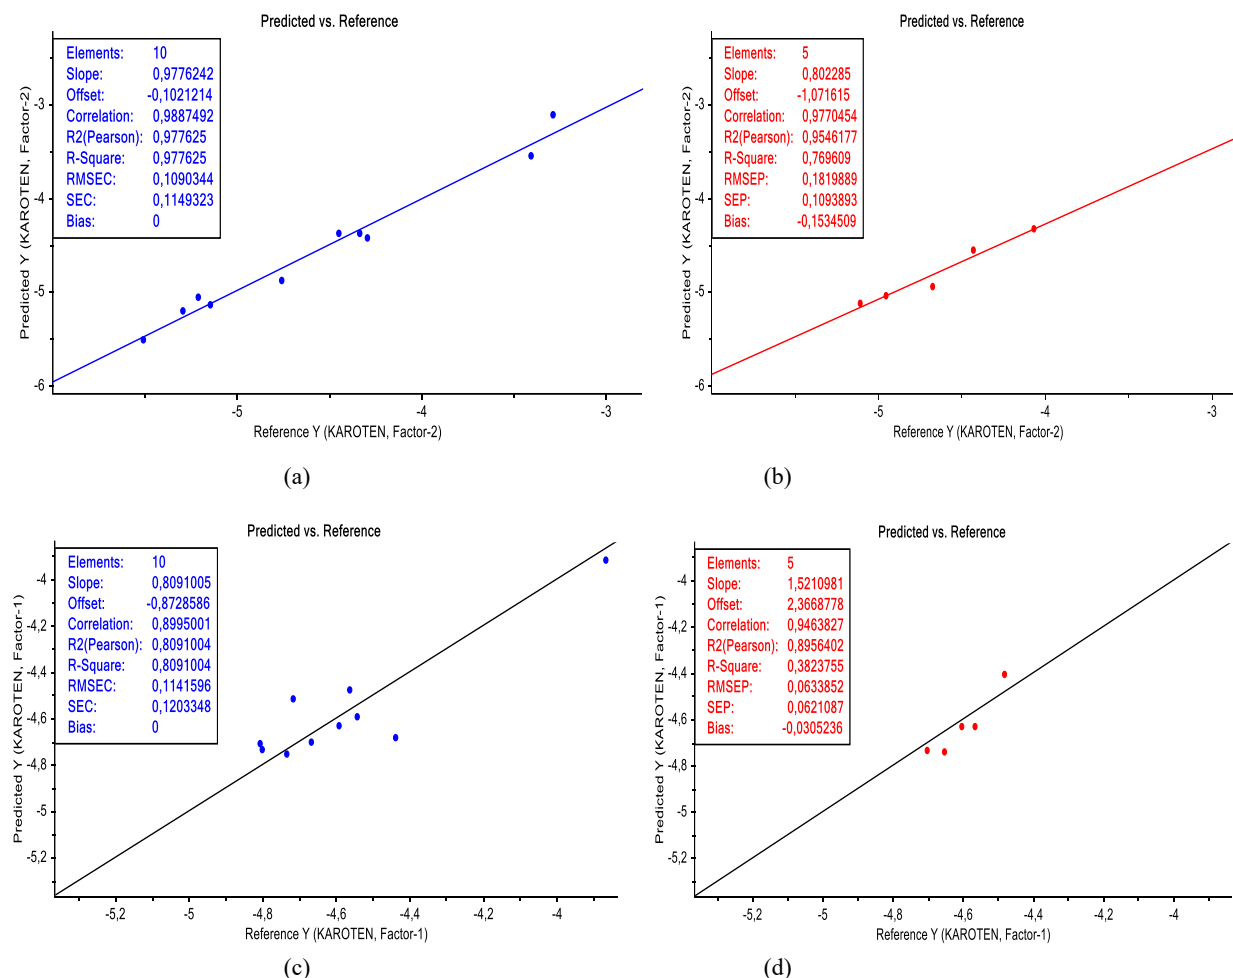 Predicted vs. Reference
Elements: 10
Slope: 0,9776242
Offset: -0,1021214
Correlation: 0,9887492
R2(Pearson): 0,977625
R-Square: 0,977625
RMSEC: 0,1090344
SEC: 0,1149323
Bias: 0
Predicted Y (KAROTEN, Factor-2)
-3
-4
-5
-6
-5 -4 -3
Reference Y (KAROTEN, Factor-2)
(a)
Predicted vs. Reference
Elements: 5
Slope: 0,802285
Offset: -1,071615
Correlation: 0,9770454
R2(Pearson): 0,9546177
R-Square: 0,769609
RMSEP: 0,1819889
SEP: 0,1093893
Bias: -0,1534509
Predicted Y (KAROTEN, Factor-2)
-3
-4
-5
-6
-5 -4 -3
Reference Y (KAROTEN, Factor-2)
(b)
Predicted vs. Reference
Elements: 10
Slope: 0,8091005
Offset: -0,8728586
Correlation: 0,8995001
R2(Pearson): 0,8091004
R-Square: 0,8091004
RMSEC: 0,1141596
SEC: 0,1203348
Bias: 0
Predicted Y (KAROTEN, Factor-1)
-4
-4,2
-4,4
-4,6
-4,8
-5
-5,2
-5,2 -5 -4,8 -4,6 -4,4 -4,2 -4
Reference Y (KAROTEN, Factor-1)
(c)
Predicted vs. Reference
Elements: 5
Slope: 1,5210981
Offset: 2,3668778
Correlation: 0,9463827
R2(Pearson): 0,8956402
R-Square: 0,3823755
RMSEP: 0,0633852
SEP: 0,0621087
Bias: -0,0305236
Predicted Y (KAROTEN, Factor-1)
-4
-4,2
-4,4
-4,6
-4,8
-5
-5,2
-5,2 -5 -4,8 -4,6 -4,4 -4,2 -4
Reference Y (KAROTEN, Factor-1)
(d)